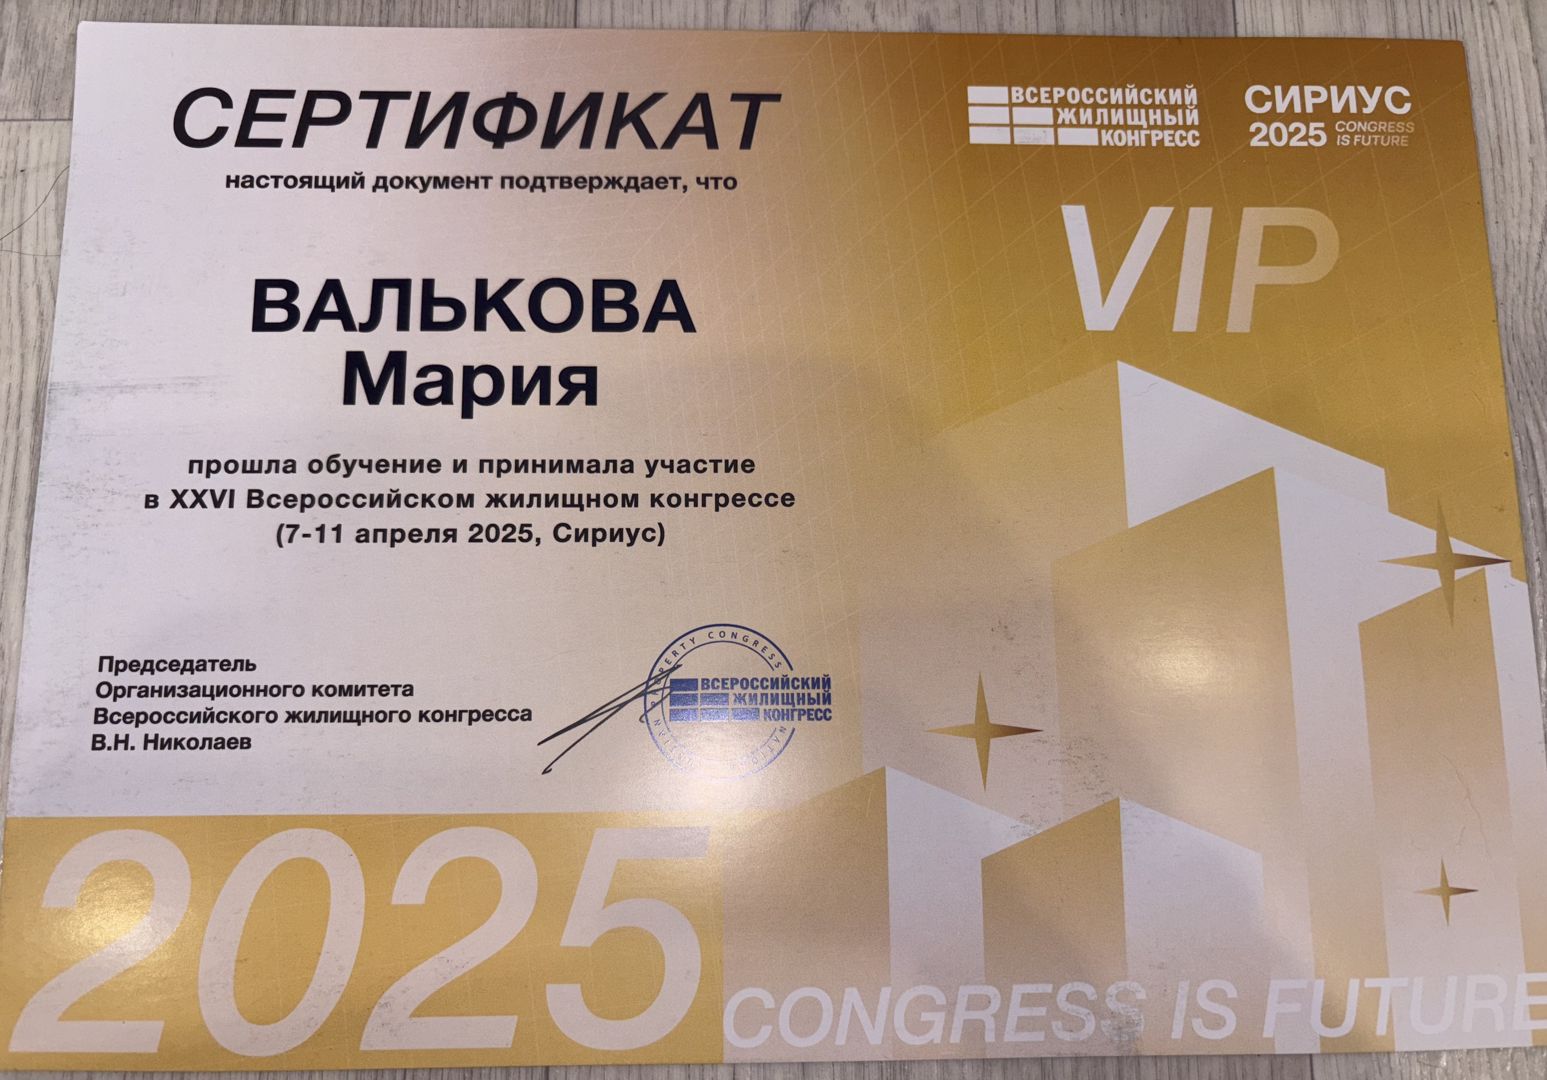 СЕРТИФИКАТ
настоящий документ подтверждает, что
ВАЛЬКОВА
Мария
прошла обучение и принимала участие
в XXVI Всероссийском жилищном конгрессе
(7-11 апреля 2025, Сириус)
Председатель
Организационного комитета
Всероссийского жилищного конгресса
В.Н. Николаев
PROPERTY CONGRESS
ВСЕРОССИЙСКИЙ
ЖИЛИЩНЫЙ
КОНГРЕСС
ВСЕРОССИЙСКИЙ
ЖИЛИЩНЫЙ
КОНГРЕСС
СИРИУС
2025 CONGRESS
IS FUTURE
VIP
2025
CONGRESS IS FUTURE